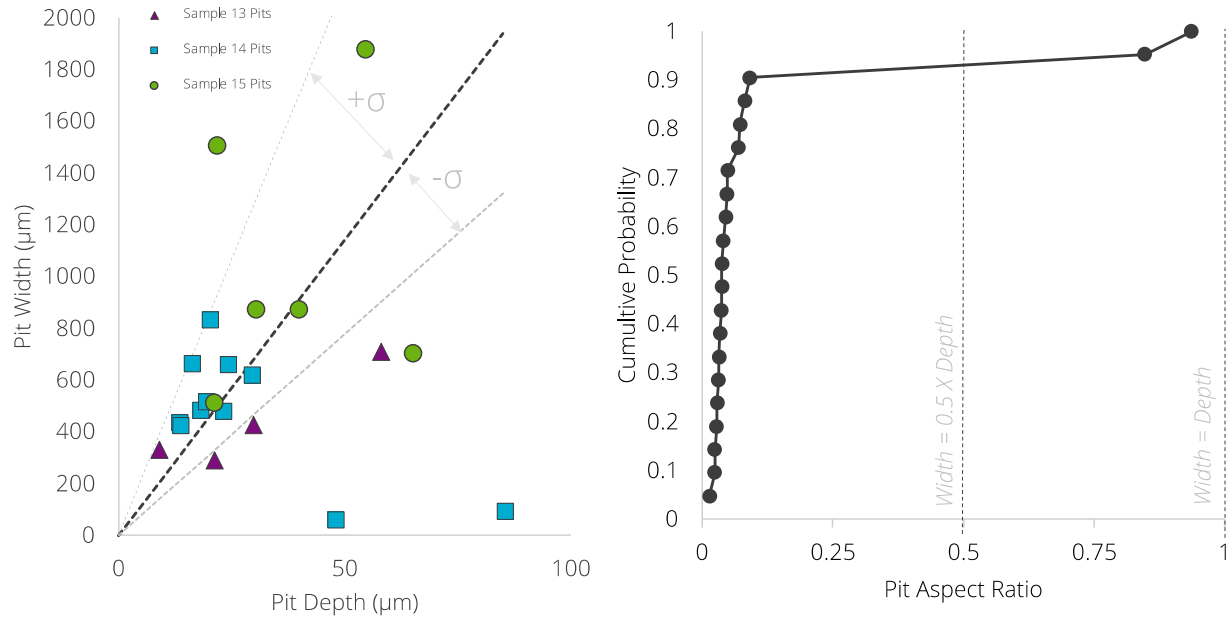 Sample 13 Pits
Sample 14 Pits
Sample 15 Pits
2000
1800
1600
1400
1200
1000
800
600
400
200
0
Pit Width (µm)
+σ
-σ
0
50
100
Pit Depth (µm)
1
0.9
0.8
0.7
0.6
0.5
0.4
0.3
0.2
0.1
0
Cumultive Probability
Width = 0.5 X Depth
Width = Depth
0
0.25
0.5
0.75
1
Pit Aspect Ratio